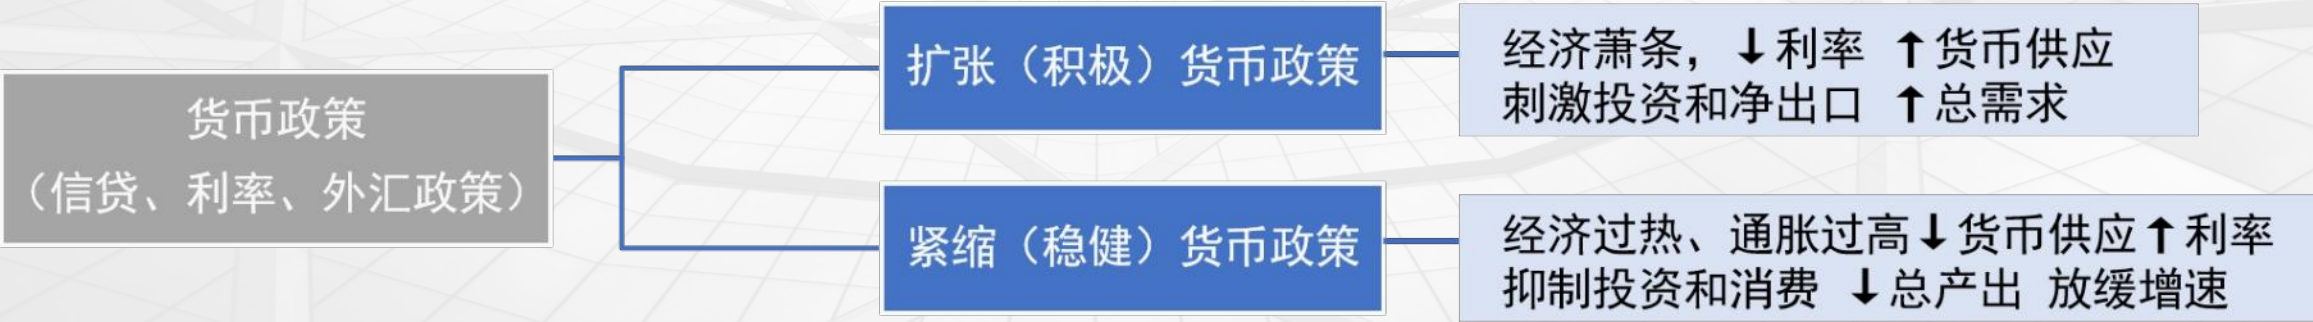 货币政策
（信贷、利率、外汇政策）
扩张（积极）货币政策
经济萧条，↓利率 ↑货币供应
刺激投资和净出口 ↑总需求
紧缩（稳健）货币政策
经济过热、通胀过高↓货币供应↑利率
抑制投资和消费 ↓总产出 放缓增速